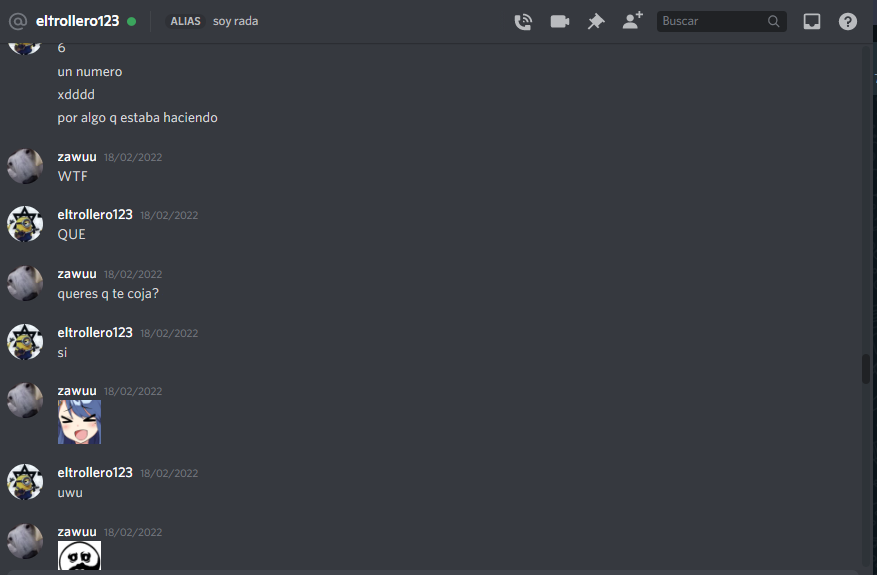 eltrollero123 ALIAS soy rada Buscar
6
un numero
xdddd
por algo q estaba haciendo
zawuu 18/02/2022
WTF
eltrollero123 18/02/2022
QUE
zawuu 18/02/2022
queres q te coja?
eltrollero123 18/02/2022
si
zawuu 18/02/2022
eltrollero123 18/02/2022
uwu
zawuu 18/02/2022